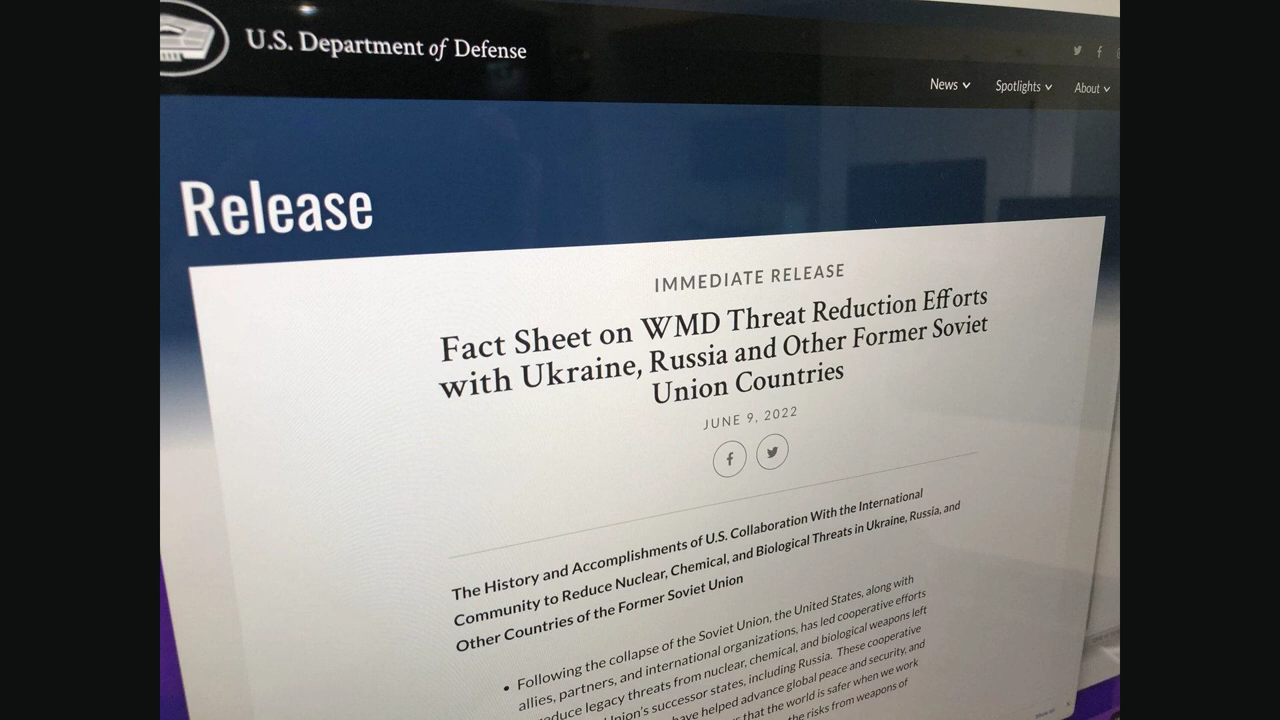 U.S. Department of Defense
News
Spotlights
About
Release
IMMEDIATE RELEASE
Fact Sheet on WMD Threat Reduction Efforts
with Ukraine, Russia and Other Former Soviet
Union Countries
JUNE 9, 2022
The History and Accomplishments of U.S. Collaboration With the International
Community to Reduce Nuclear, Chemical, and Biological Threats in Ukraine, Russia, and
Other Countries of the Former Soviet Union
• Following the collapse of the Soviet Union, the United States, along with
allies, partners, and international organizations, has led cooperative efforts
educe legacy threats from nuclear, chemical, and biological weapons left
Union's successor states, including Russia. These cooperative
have helped advance global peace and security, and
that the world is safer when we work
the risks from weapons of